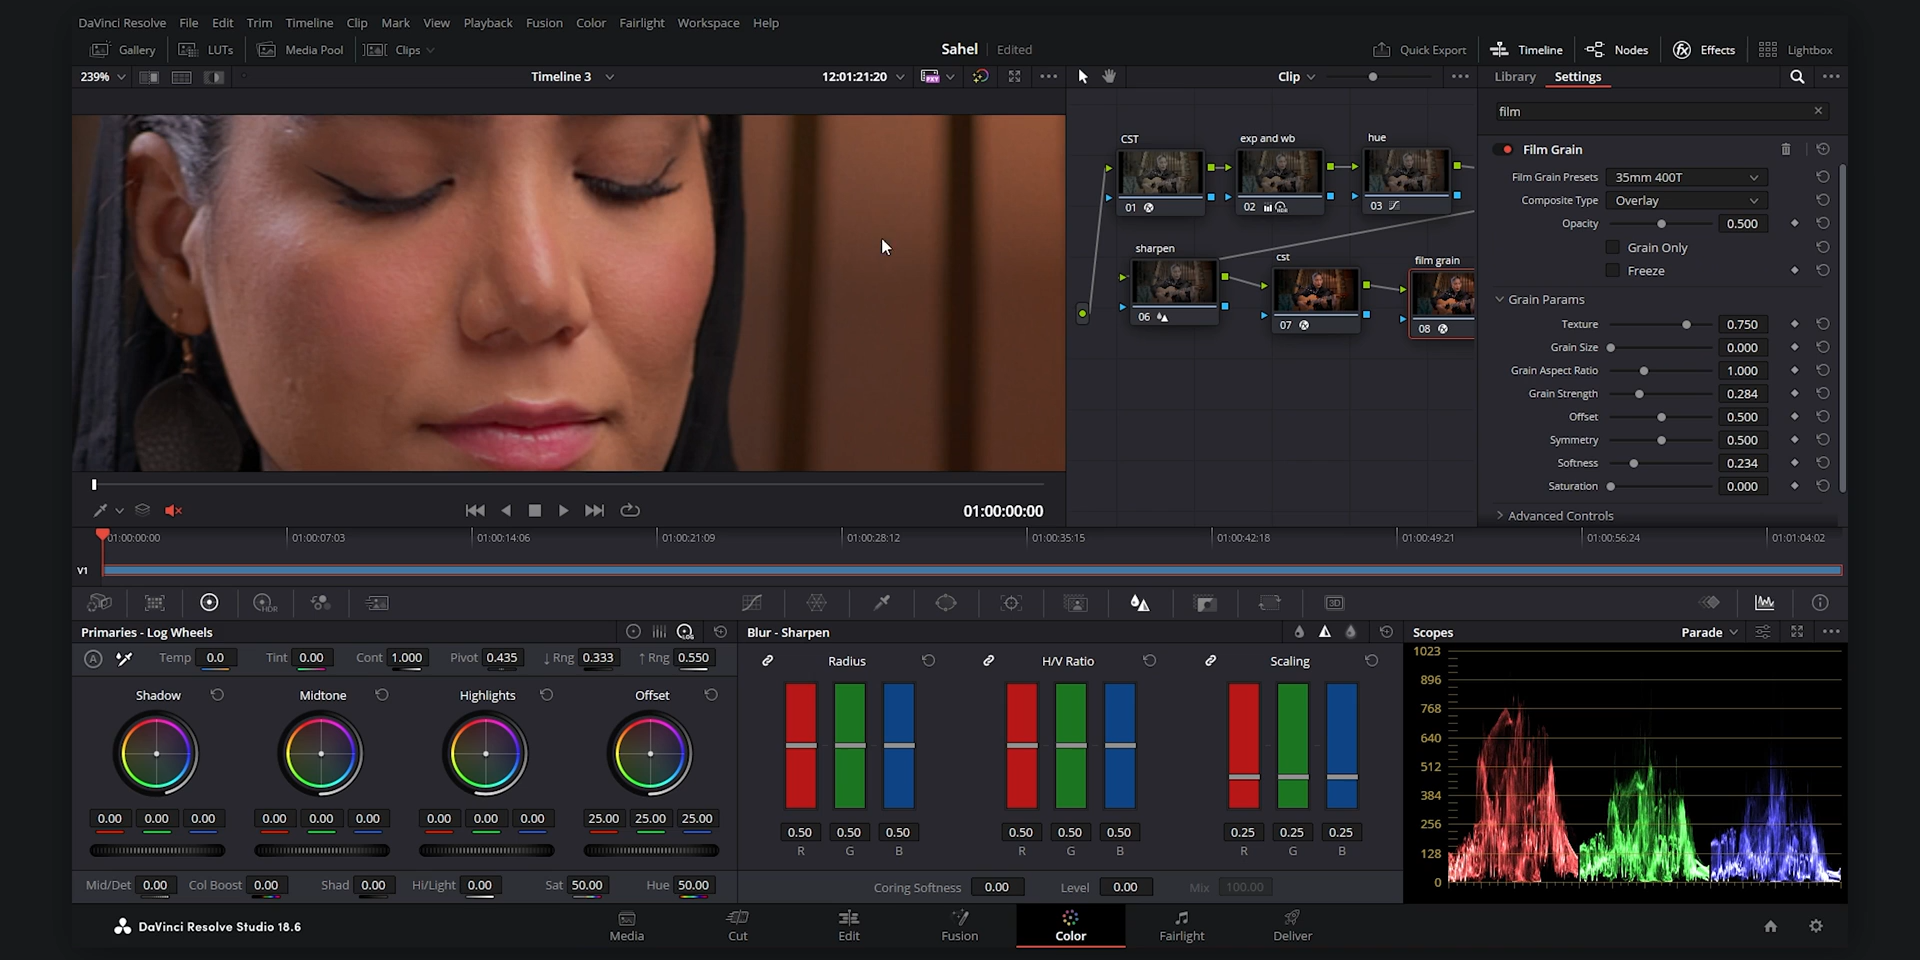 DaVinci Resolve File Edit Trim Timeline Clip Mark View Playback Fusion Color Fairlight Workspace Help
Gallery LUTs Media Pool Clips Sahel Edited Quick Export Timeline Nodes Effects Lightbox
239% Timeline 3 12:01:21:20 Clip Library Settings
film
CST exp and wb hue
01 02 HDR 03
sharpen cst film grain
06 07 08
Film Grain
Film Grain Presets 35mm 400T
Composite Type Overlay
Opacity 0.500
Grain Only
Freeze
Grain Params
Texture 0.750
Grain Size 0.000
Grain Aspect Ratio 1.000
Grain Strength 0.284
Offset 0.500
Symmetry 0.500
Softness 0.234
Saturation 0.000
Advanced Controls
01:00:00:00
01:00:00:00 01:00:07:03 01:00:14:06 01:00:21:09 01:00:28:12 01:00:35:15 01:00:42:18 01:00:49:21 01:00:56:24 01:01:04:02
V1
HDR 3D
Primaries - Log Wheels LOG Blur - Sharpen Scopes Parade
A Temp 0.0 Tint 0.00 Cont 1.000 Pivot 0.435 ↓ Rng 0.333 ↑ Rng 0.550
Radius H/V Ratio Scaling
Shadow Midtone Highlights Offset
0.00 0.00 0.00 0.00 0.00 0.00 0.00 0.00 0.00 25.00 25.00 25.00
0.50 0.50 0.50 0.50 0.50 0.50 0.25 0.25 0.25
R G B R G B R G B
Mid/Det 0.00 Col Boost 0.00 Shad 0.00 Hi/Light 0.00 Sat 50.00 Hue 50.00
Coring Softness 0.00 Level 0.00 Mix 100.00
1023
896
768
640
512
384
256
128
0
DaVinci Resolve Studio 18.6
Media Cut Edit Fusion Color Fairlight Deliver